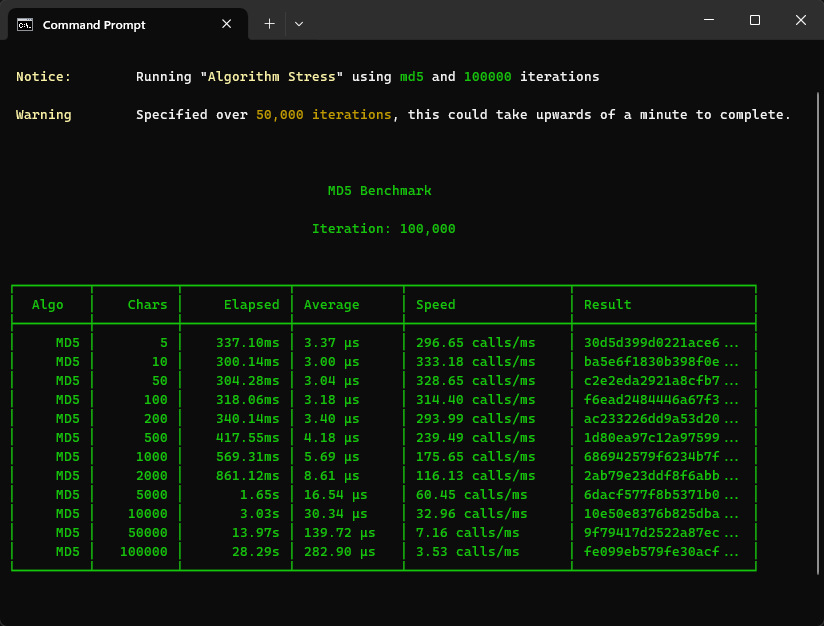 Command Prompt
Notice: Running "Algorithm Stress" using md5 and 100000 iterations
Warning Specified over 50,000 iterations, this could take upwards of a minute to complete.
MD5 Benchmark
Iteration: 100,000
Algo Chars Elapsed Average Speed Result
MD5 5 337.10ms 3.37 µs 296.65 calls/ms 30d5d399d0221ace6...
MD5 10 300.14ms 3.00 µs 333.18 calls/ms ba5e6f1830b398f0e...
MD5 50 304.28ms 3.04 µs 328.65 calls/ms c2e2eda2921a8cfb7...
MD5 100 318.06ms 3.18 µs 314.40 calls/ms f6ead2484446a67f3...
MD5 200 340.14ms 3.40 µs 293.99 calls/ms ac233226dd9a53d20...
MD5 500 417.55ms 4.18 µs 239.49 calls/ms 1d80ea97c12a97599...
MD5 1000 569.31ms 5.69 µs 175.65 calls/ms 686942579f6234b7f...
MD5 2000 861.12ms 8.61 µs 116.13 calls/ms 2ab79e23ddf8f6abb...
MD5 5000 1.65s 16.54 µs 60.45 calls/ms 6dacf577f8b5371b0...
MD5 10000 3.03s 30.34 µs 32.96 calls/ms 10e50e8376b825dba...
MD5 50000 13.97s 139.72 µs 7.16 calls/ms 9f79417d2522a87ec...
MD5 100000 28.29s 282.90 µs 3.53 calls/ms fe099eb579fe30acf...